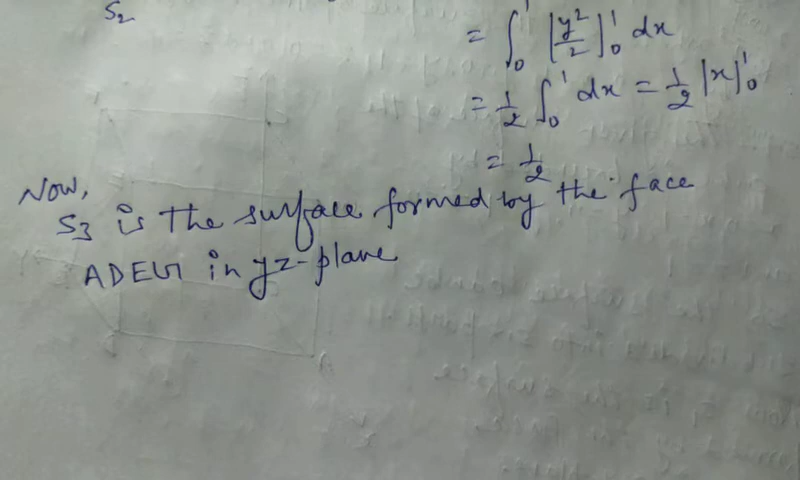 S₂
= ∫₀¹ |y²/2|₀¹ dx
= 1/2 ∫₀¹ dx = 1/2 |x|₀¹
= 1/2
Now,
S₃ is the surface formed by the face
ADEG in yz-plane